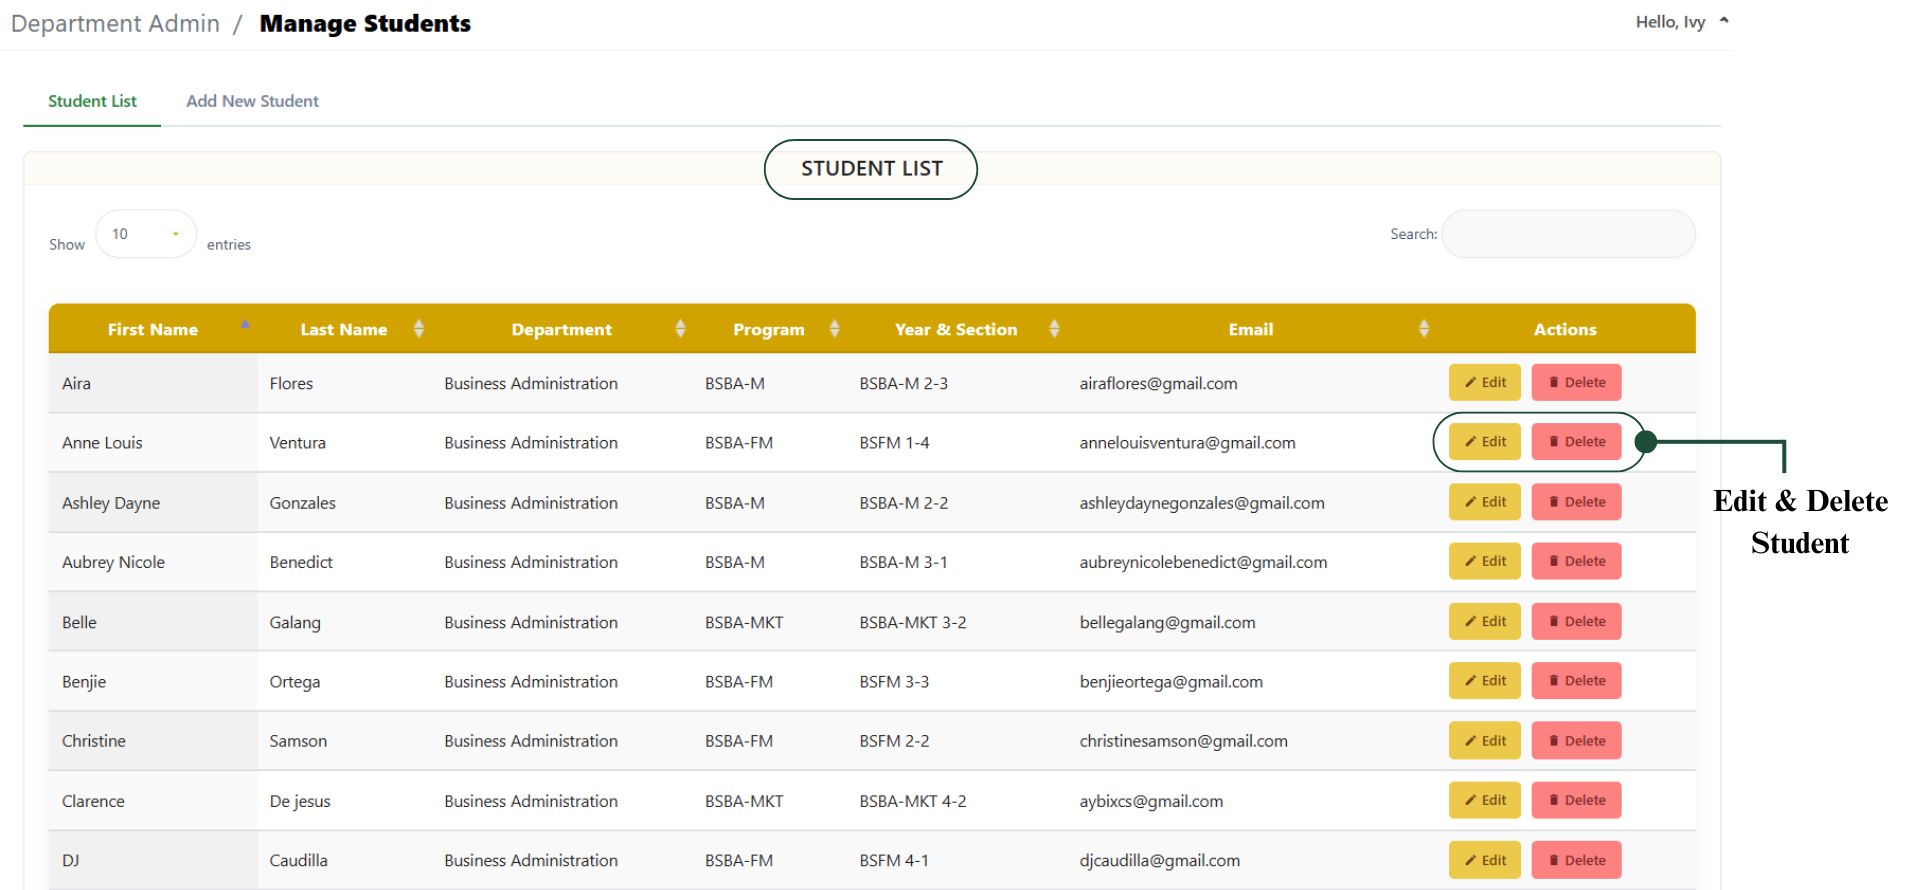 Department Admin / Manage Students
Hello, Ivy
Student List Add New Student
STUDENT LIST
Show 10 entries
Search:
First Name Last Name Department Program Year & Section Email Actions
Aira Flores Business Administration BSBA-M BSBA-M 2-3 airaflores@gmail.com Edit Delete
Anne Louis Ventura Business Administration BSBA-FM BSFM 1-4 annelouisventura@gmail.com Edit Delete
Ashley Dayne Gonzales Business Administration BSBA-M BSBA-M 2-2 ashleydaynegonzales@gmail.com Edit Delete
Edit & Delete
Student
Aubrey Nicole Benedict Business Administration BSBA-M BSBA-M 3-1 aubreynicolebenedict@gmail.com Edit Delete
Belle Galang Business Administration BSBA-MKT BSBA-MKT 3-2 bellegalang@gmail.com Edit Delete
Benjie Ortega Business Administration BSBA-FM BSFM 3-3 benjieortega@gmail.com Edit Delete
Christine Samson Business Administration BSBA-FM BSFM 2-2 christinesamson@gmail.com Edit Delete
Clarence De jesus Business Administration BSBA-MKT BSBA-MKT 4-2 aybixcs@gmail.com Edit Delete
DJ Caudilla Business Administration BSBA-FM BSFM 4-1 djcaudilla@gmail.com Edit Delete